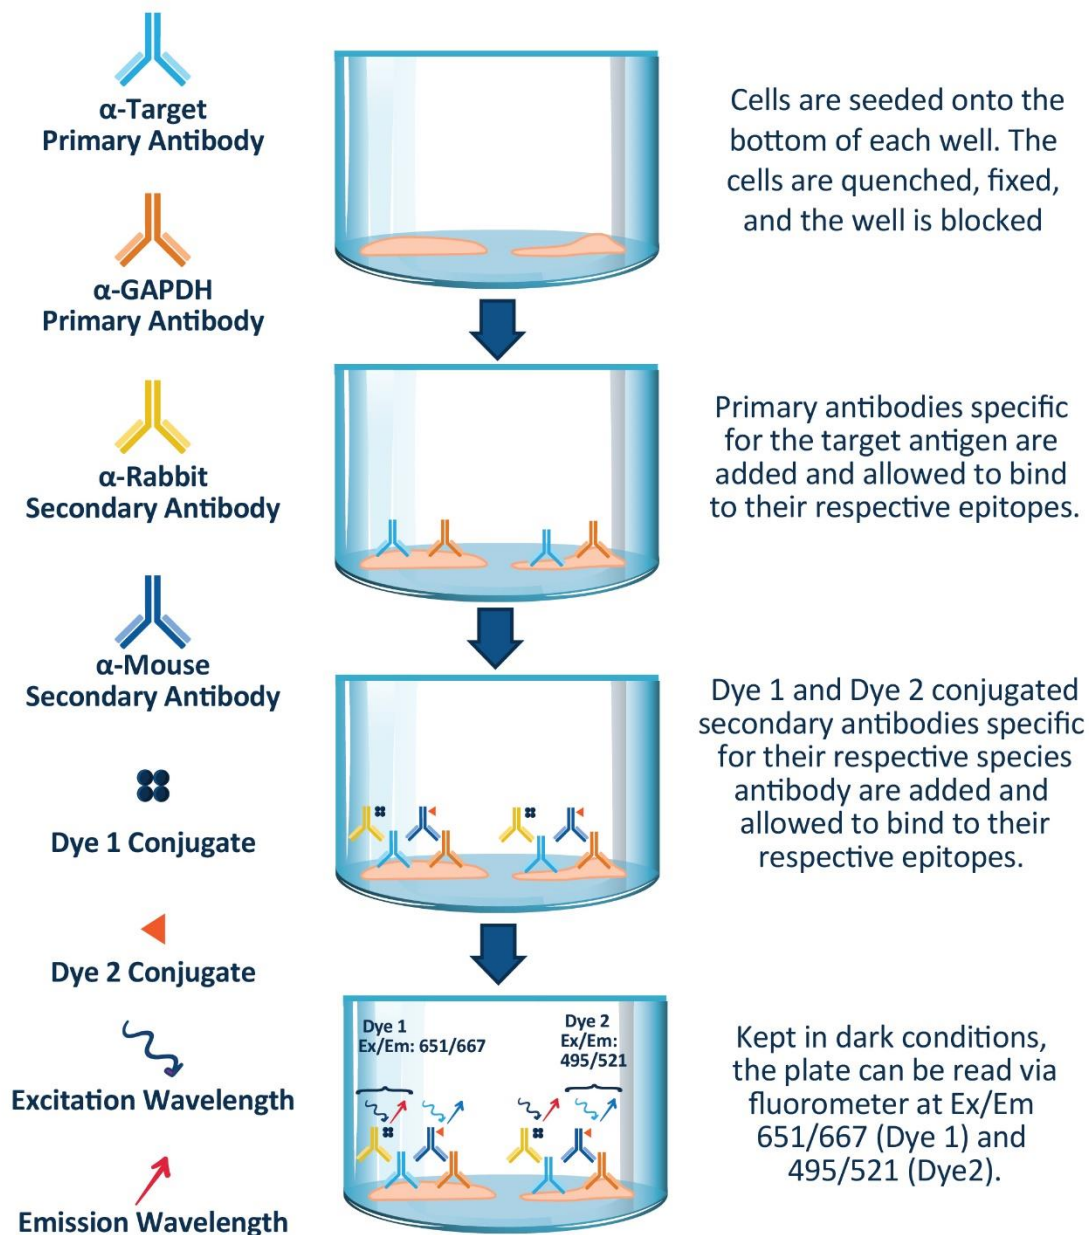 α-Target
Primary Antibody
α-GAPDH
Primary Antibody
α-Rabbit
Secondary Antibody
α-Mouse
Secondary Antibody
Dye 1 Conjugate
Dye 2 Conjugate
Excitation Wavelength
Emission Wavelength
Cells are seeded onto the
bottom of each well. The
cells are quenched, fixed,
and the well is blocked
Primary antibodies specific
for the target antigen are
added and allowed to bind
to their respective epitopes.
Dye 1 and Dye 2 conjugated
secondary antibodies specific
for their respective species
antibody are added and
allowed to bind to their
respective epitopes.
Dye 1
Ex/Em: 651/667
Dye 2
Ex/Em:
495/521
Kept in dark conditions,
the plate can be read via
fluorometer at Ex/Em
651/667 (Dye 1) and
495/521 (Dye2).